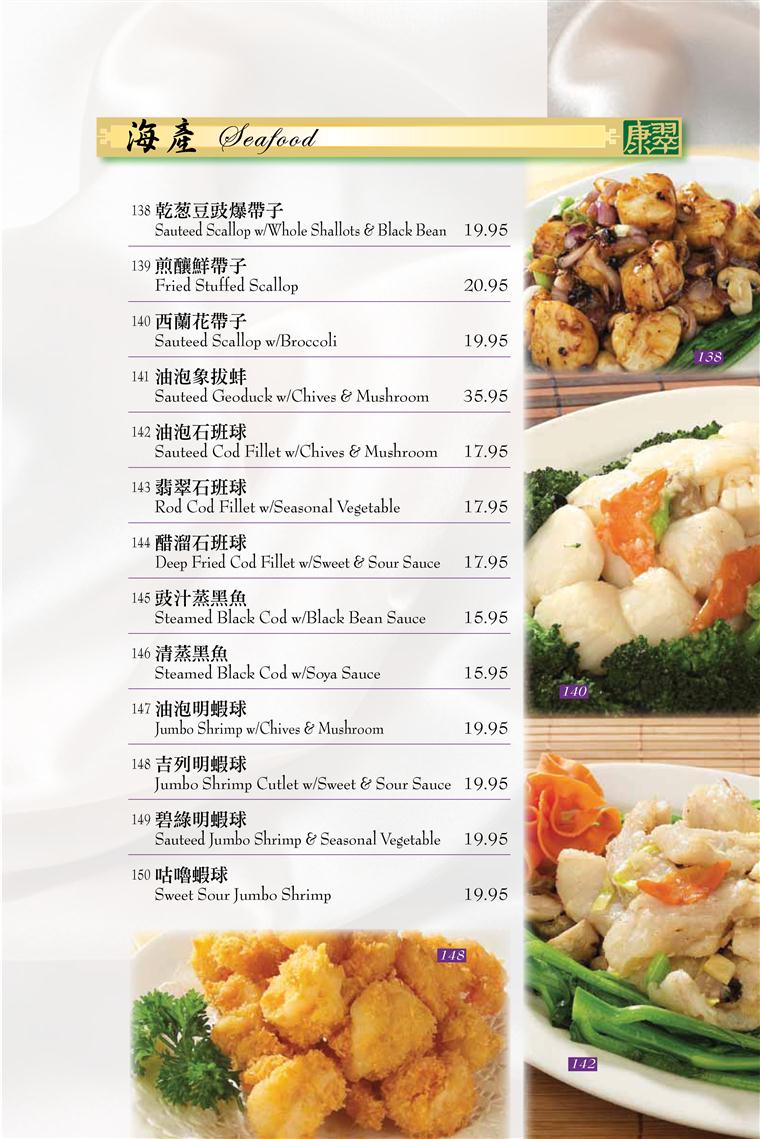 海產 Seafood 康翠
138 乾葱豆豉爆帶子
Sauteed Scallop w/Whole Shallots & Black Bean 19.95
139 煎釀鮮帶子
Fried Stuffed Scallop 20.95
140 西蘭花帶子
Sauteed Scallop w/Broccoli 19.95
141 油泡象拔蚌
Sauteed Geoduck w/Chives & Mushroom 35.95
142 油泡石班球
Sauteed Cod Fillet w/Chives & Mushroom 17.95
143 翡翠石班球
Rod Cod Fillet w/Seasonal Vegetable 17.95
144 醋溜石班球
Deep Fried Cod Fillet w/Sweet & Sour Sauce 17.95
145 豉汁蒸黑魚
Steamed Black Cod w/Black Bean Sauce 15.95
146 清蒸黑魚
Steamed Black Cod w/Soya Sauce 15.95
147 油泡明蝦球
Jumbo Shrimp w/Chives & Mushroom 19.95
148 吉列明蝦球
Jumbo Shrimp Cutlet w/Sweet & Sour Sauce 19.95
149 碧綠明蝦球
Sauteed Jumbo Shrimp & Seasonal Vegetable 19.95
150 咕嚕蝦球
Sweet Sour Jumbo Shrimp 19.95
138
140
148
142